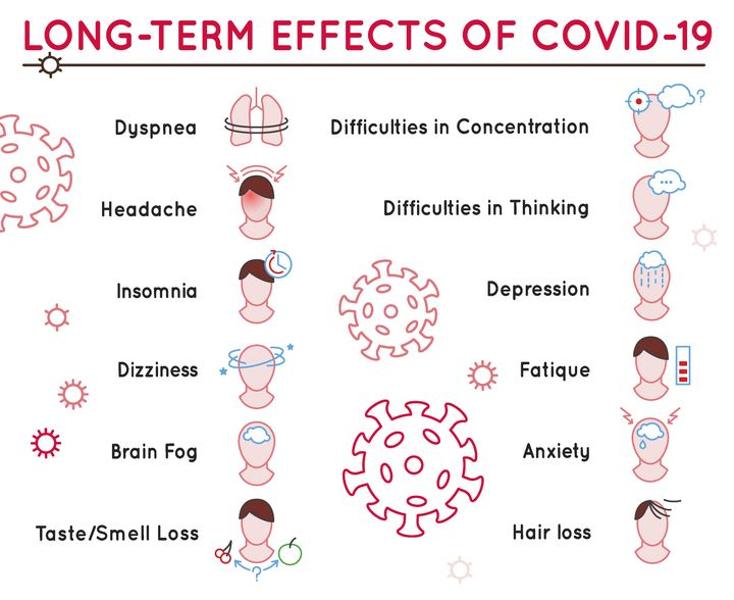 LONG-TERM EFFECTS OF COVID-19
Dyspnea
Headache
Insomnia
Dizziness
Brain Fog
Taste/Smell Loss
?
Difficulties in Concentration
?
Difficulties in Thinking
Depression
Fatique
Anxiety
Hair loss